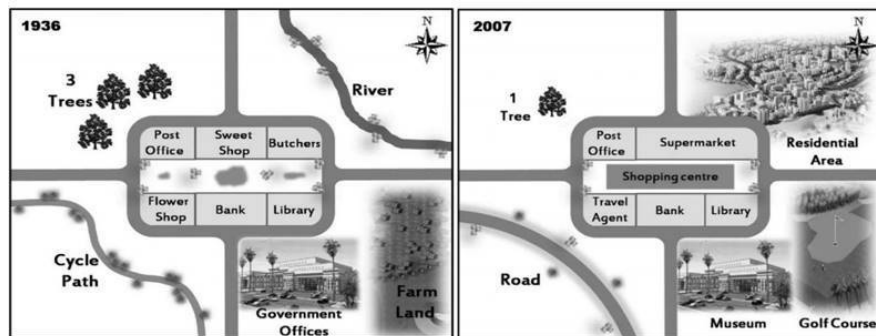 1936
N
3
Trees
River
Post
Office
Sweet
Shop
Butchers
Flower
Shop
Bank
Library
Cycle
Path
Government
Offices
Farm
Land
2007
N
1
Tree
Residential
Area
Post
Office
Supermarket
Shopping centre
Travel
Agent
Bank
Library
Road
Museum
Golf Course